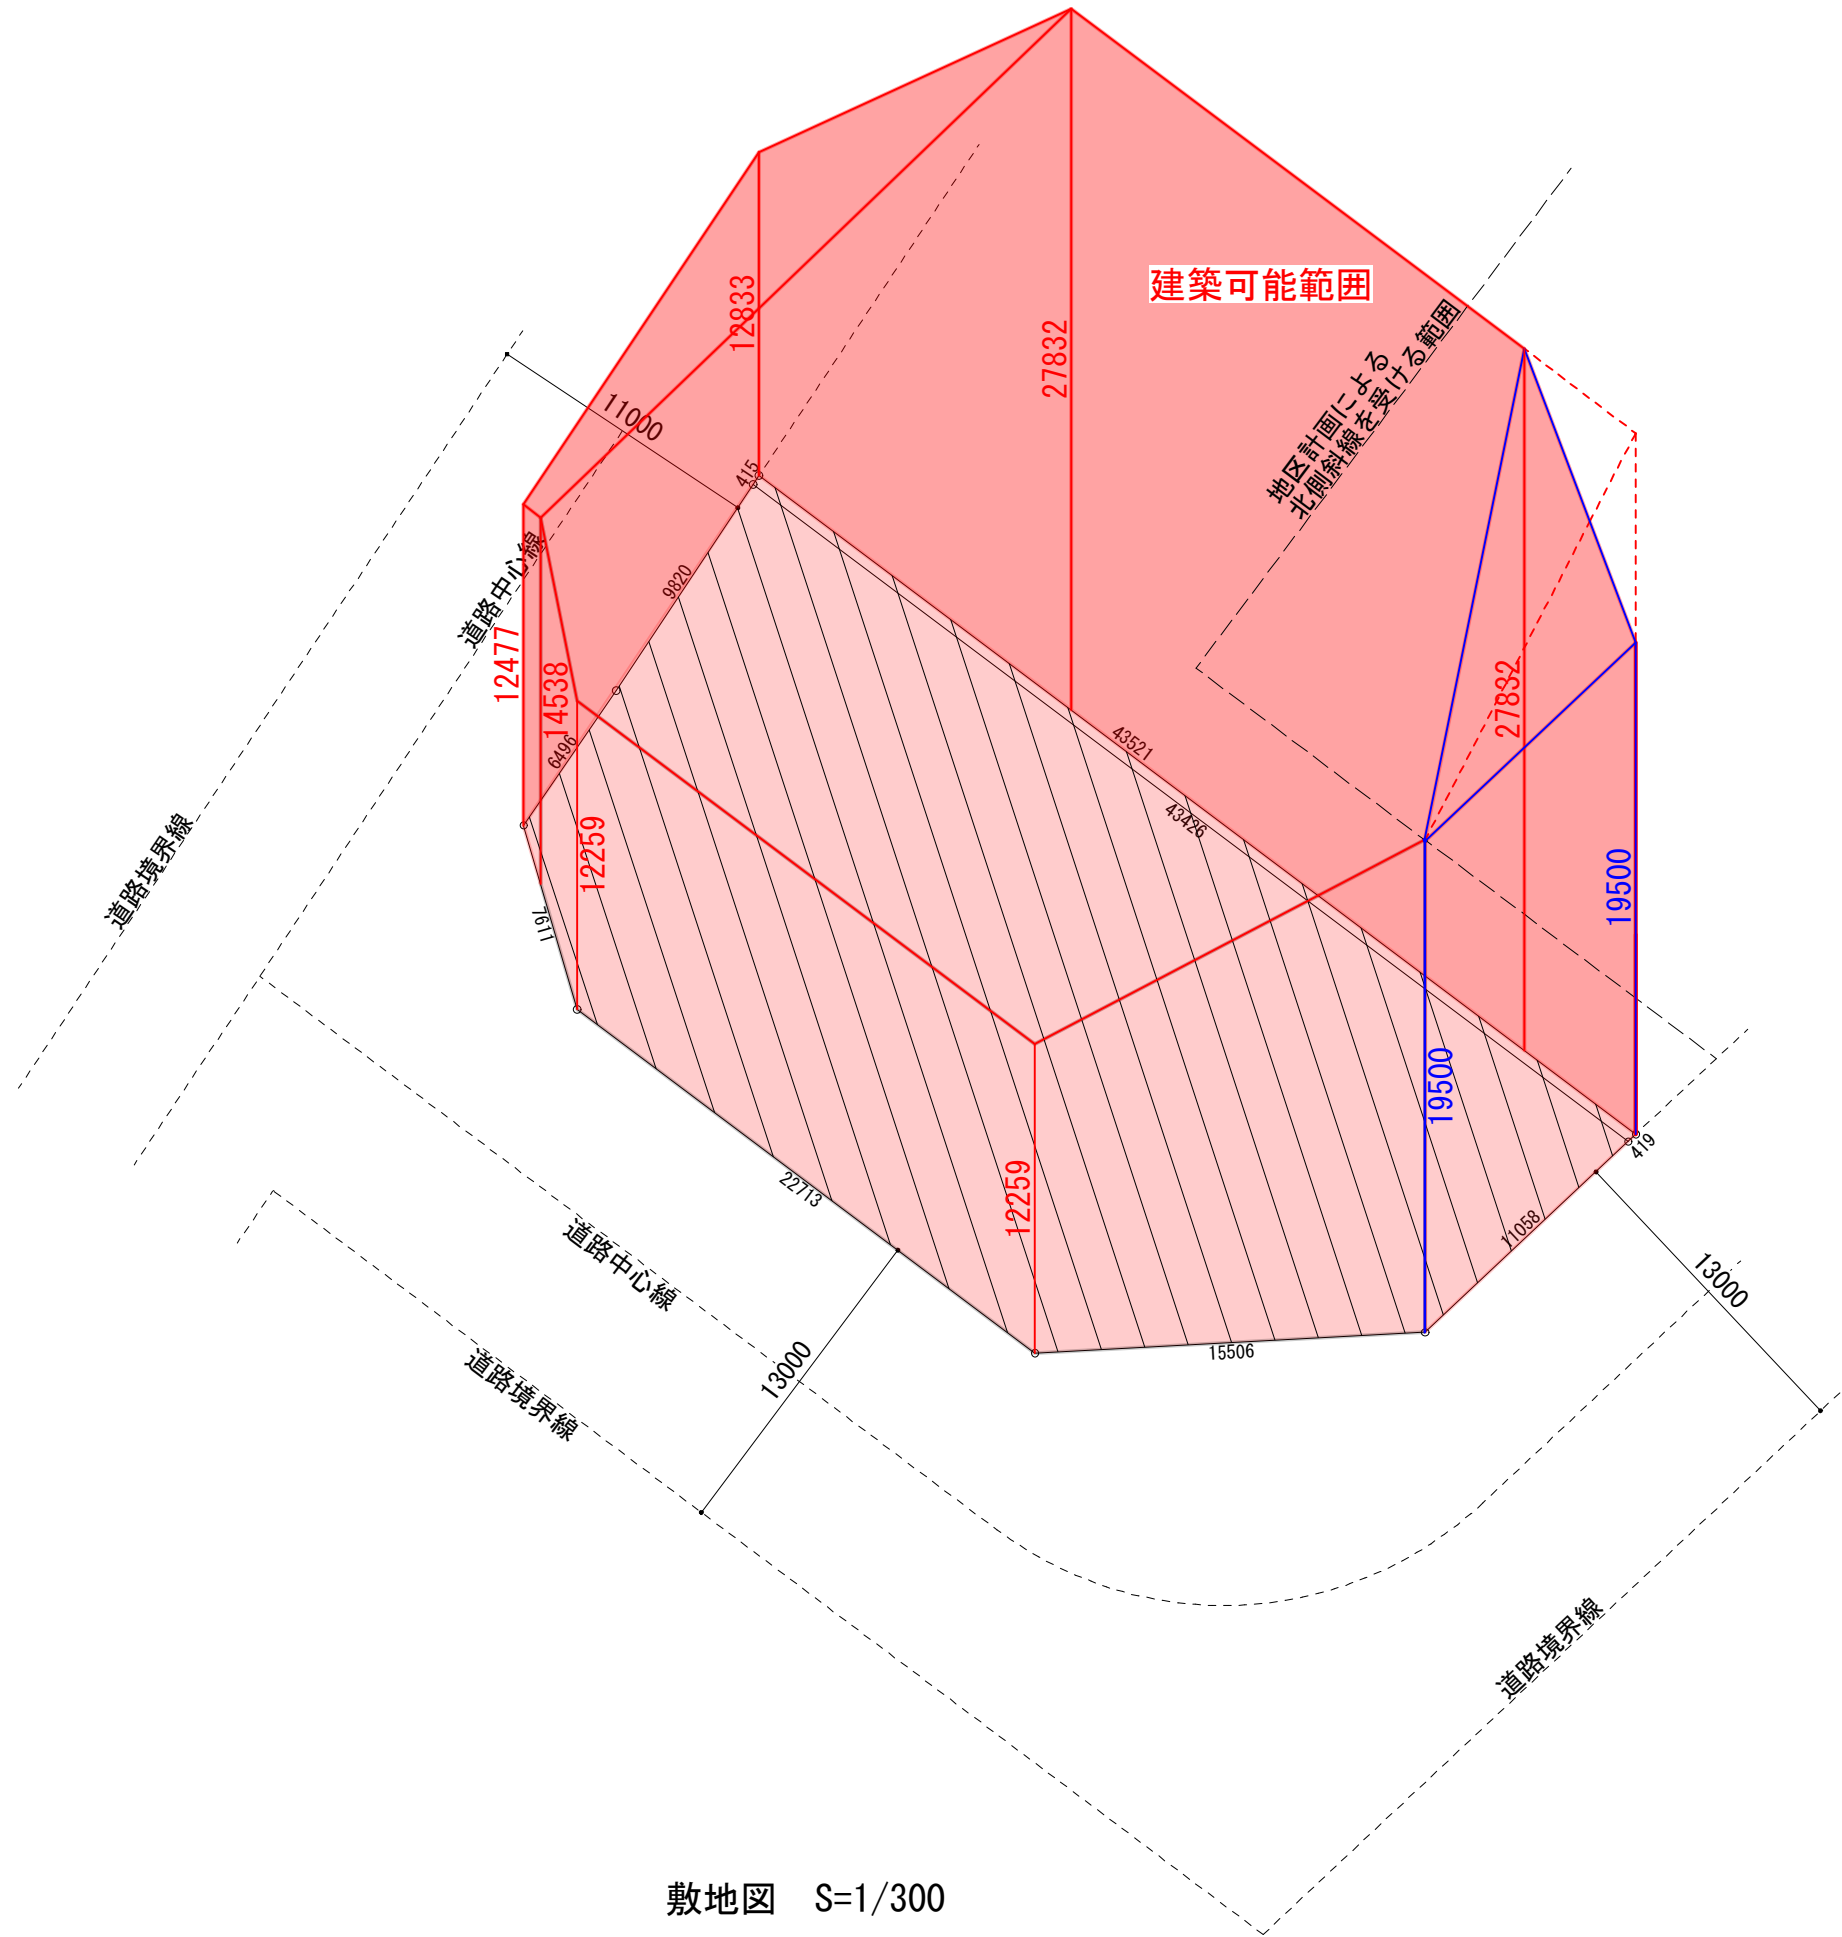 建築可能範囲
12833
27832
地区計画による
北側斜線を受ける範囲
11000
415
道路中心線
9820
12477
14538
6496
27832
43521
43426
12259
道路境界線
19500
7611
19500
419
12259
22713
11058
道路中心線
13000
15506
13000
道路境界線
道路境界線
敷地図 S=1/300